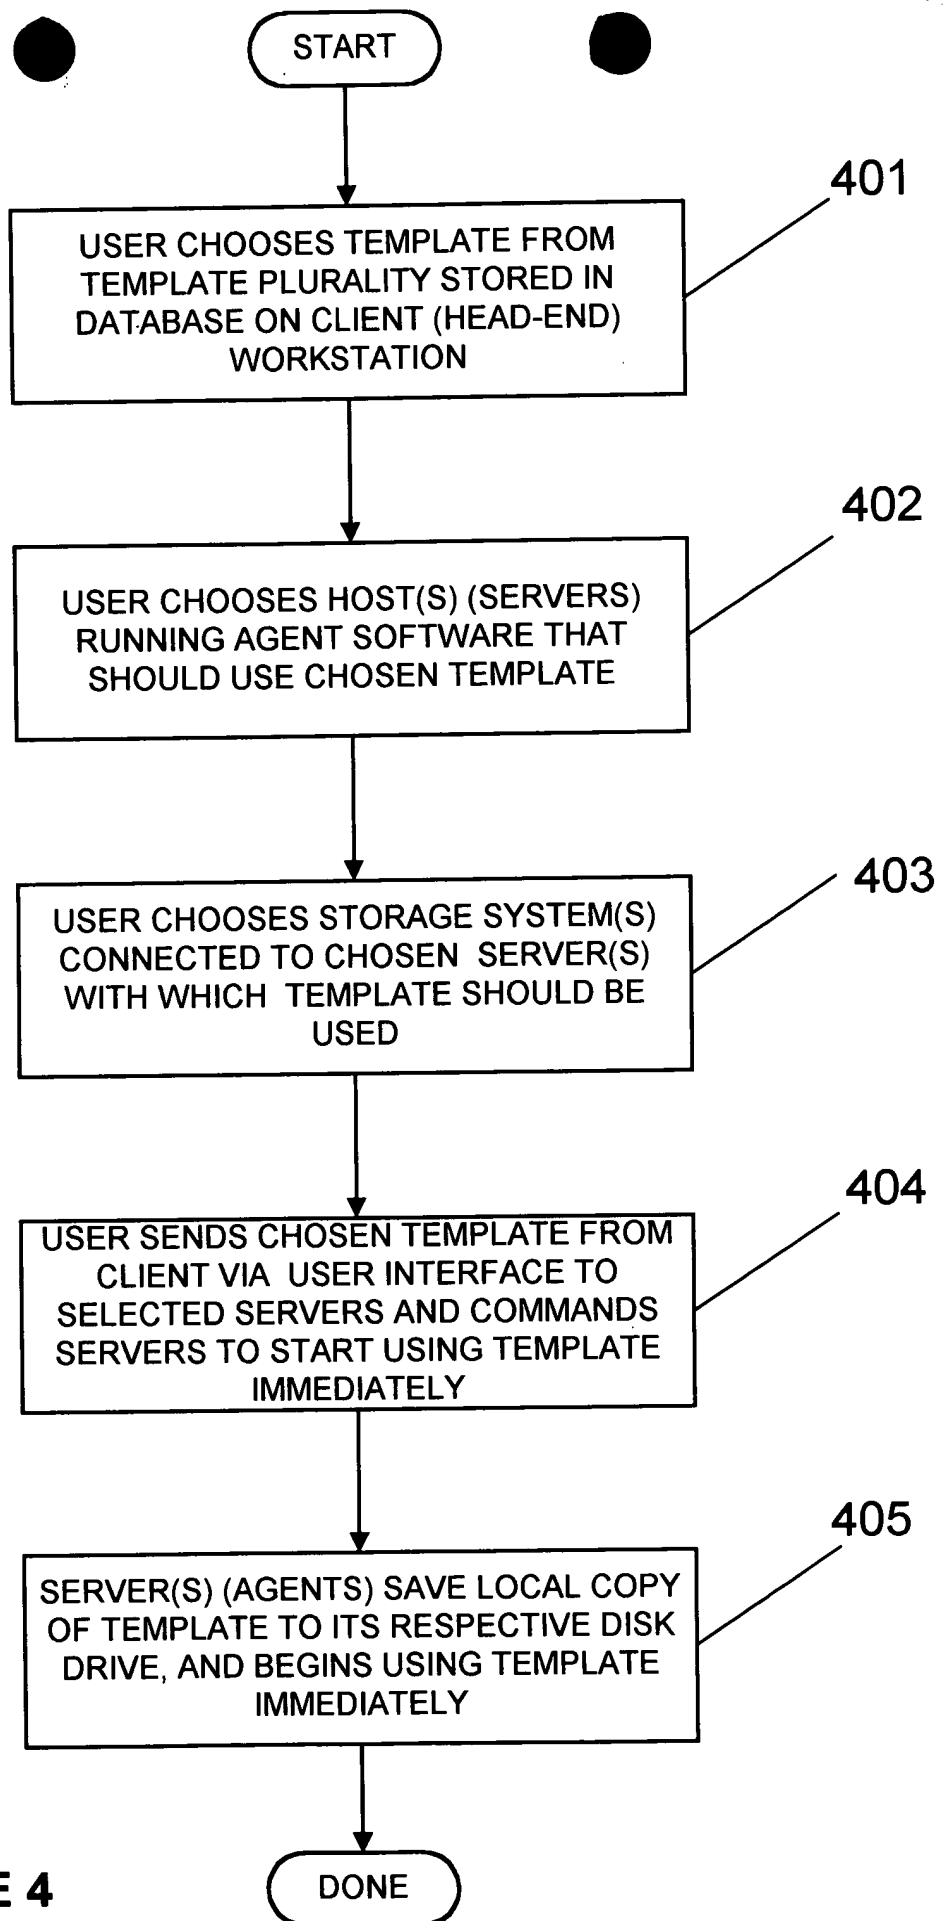 START
401
USER CHOOSES TEMPLATE FROM
TEMPLATE PLURALITY STORED IN
DATABASE ON CLIENT (HEAD-END)
WORKSTATION
402
USER CHOOSES HOST(S) (SERVERS)
RUNNING AGENT SOFTWARE THAT
SHOULD USE CHOSEN TEMPLATE
403
USER CHOOSES STORAGE SYSTEM(S)
CONNECTED TO CHOSEN SERVER(S)
WITH WHICH TEMPLATE SHOULD BE
USED
404
USER SENDS CHOSEN TEMPLATE FROM
CLIENT VIA USER INTERFACE TO
SELECTED SERVERS AND COMMANDS
SERVERS TO START USING TEMPLATE
IMMEDIATELY
405
SERVER(S) (AGENTS) SAVE LOCAL COPY
OF TEMPLATE TO ITS RESPECTIVE DISK
DRIVE, AND BEGINS USING TEMPLATE
IMMEDIATELY
DONE
E 4